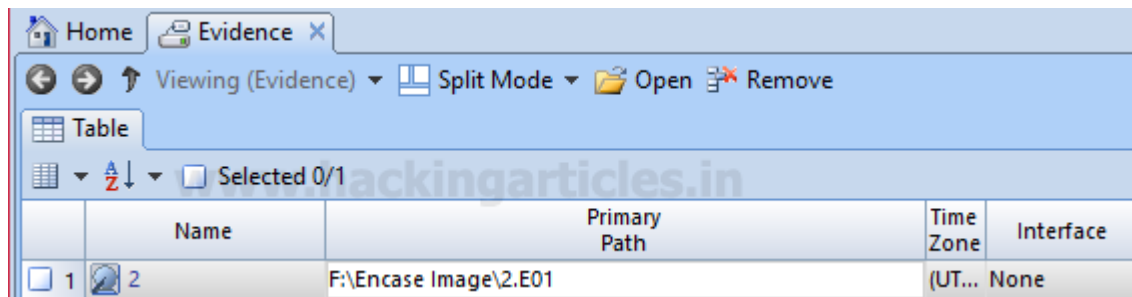 Home Evidence
Viewing (Evidence) Split Mode Open Remove
Table
Selected 0/1
www.hackingarticles.in
Name Primary Path Time Zone Interface
1 2 F:\Encase Image\2.E01 (UT... None